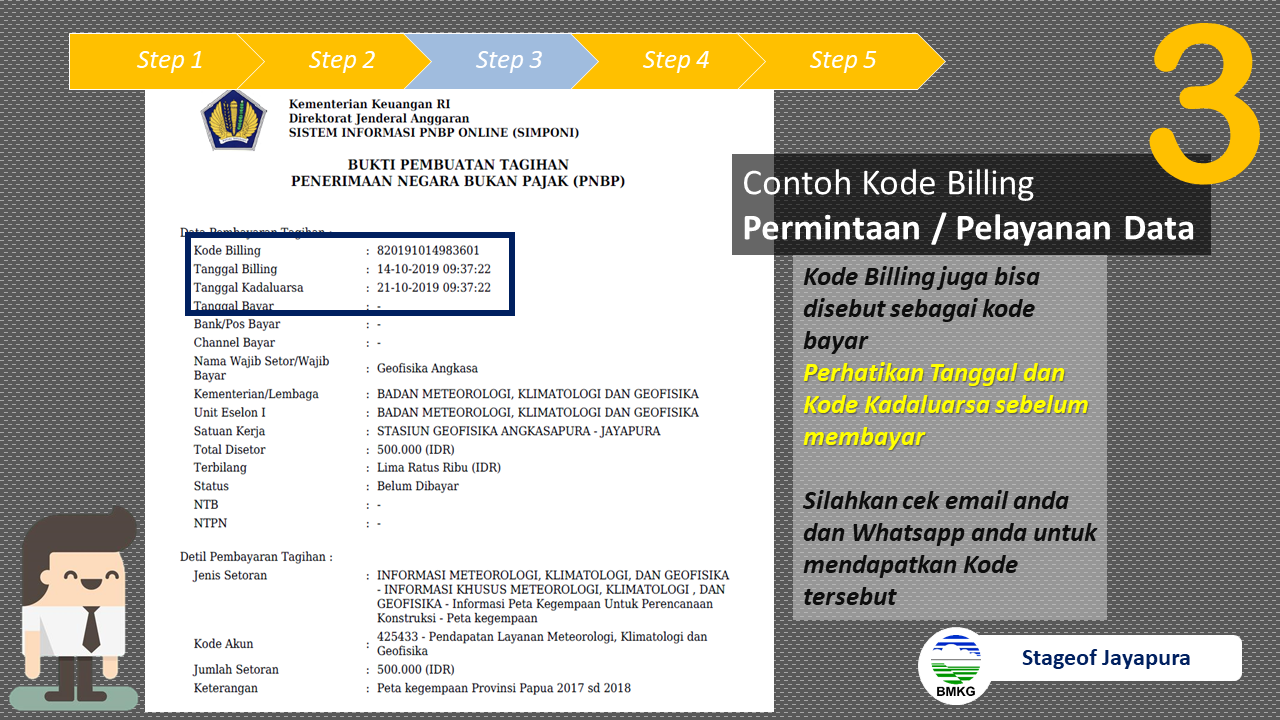 Step 1
Step 2
Step 3
Step 4
Step 5
3
Kementerian Keuangan RI
Direktorat Jenderal Anggaran
SISTEM INFORMASI PNBP ONLINE (SIMPONI)
BUKTI PEMBUATAN TAGIHAN
PENERIMAAN NEGARA BUKAN PAJAK (PNBP)
Data Pembayaran Tagihan :
Kode Billing : 820191014983601
Tanggal Billing : 14-10-2019 09:37:22
Tanggal Kadaluarsa : 21-10-2019 09:37:22
Tanggal Bayar : -
Bank/Pos Bayar : -
Channel Bayar : -
Nama Wajib Setor/Wajib
Bayar : Geofisika Angkasa
Kementerian/Lembaga : BADAN METEOROLOGI, KLIMATOLOGI DAN GEOFISIKA
Unit Eselon I : BADAN METEOROLOGI, KLIMATOLOGI DAN GEOFISIKA
Satuan Kerja : STASIUN GEOFISIKA ANGKASAPURA - JAYAPURA
Total Disetor : 500.000 (IDR)
Terbilang : Lima Ratus Ribu (IDR)
Status : Belum Dibayar
NTB : -
NTPN : -
Detil Pembayaran Tagihan :
Jenis Setoran : INFORMASI METEOROLOGI, KLIMATOLOGI, DAN GEOFISIKA
- INFORMASI KHUSUS METEOROLOGI, KLIMATOLOGI , DAN
GEOFISIKA - Informasi Peta Kegempaan Untuk Perencanaan
Konstruksi - Peta kegempaan
Kode Akun : 425433 - Pendapatan Layanan Meteorologi, Klimatologi dan
Geofisika
Jumlah Setoran : 500.000 (IDR)
Keterangan : Peta kegempaan Provinsi Papua 2017 sd 2018
Contoh Kode Billing
Permintaan / Pelayanan Data
Kode Billing juga bisa
disebut sebagai kode
bayar
Perhatikan Tanggal dan
Kode Kadaluarsa sebelum
membayar
Silahkan cek email anda
dan Whatsapp anda untuk
mendapatkan Kode
tersebut
BMKG
Stageof Jayapura